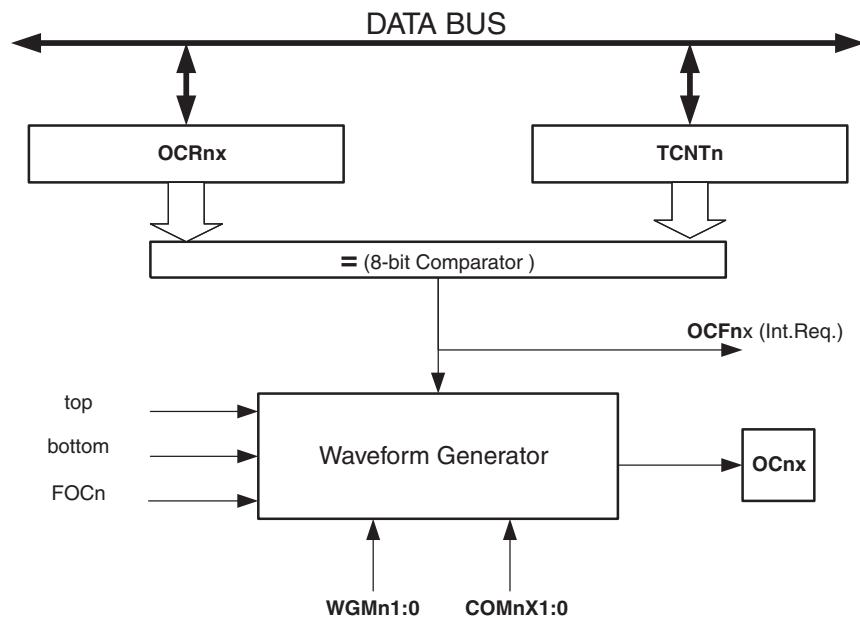 DATA BUS
OCRnx
TCNTn
= (8-bit Comparator )
OCFnx (Int.Req.)
top
bottom
FOCn
Waveform Generator
OCnx
WGMn1:0
COMnX1:0